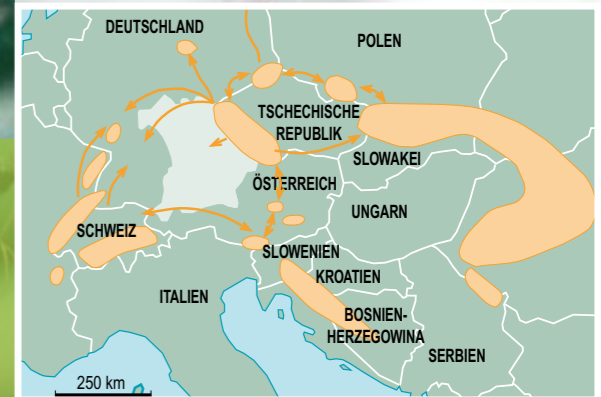 DEUTSCHLAND
POLEN
TSCHECHISCHE
REPUBLIK
SLOWAKEI
ÖSTERREICH
UNGARN
SCHWEIZ
SLOWENIEN
KROATIEN
ITALIEN
BOSNIEN-
HERZEGOWINA
SERBIEN
250 km